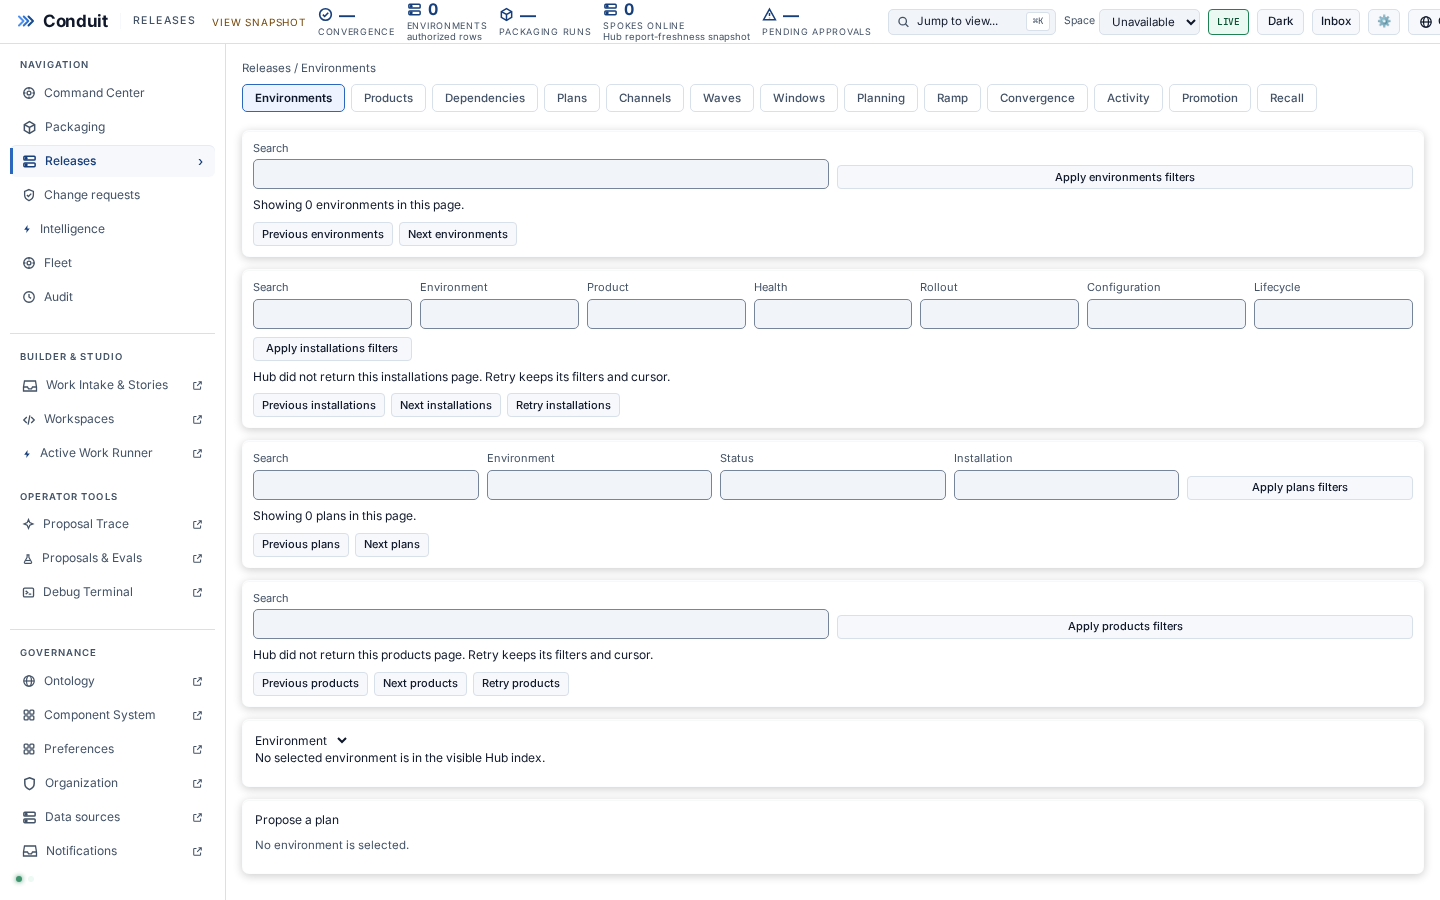 Conduit
RELEASES
VIEW SNAPSHOT
—
CONVERGENCE
0
ENVIRONMENTS
authorized rows
—
PACKAGING RUNS
0
SPOKES ONLINE
Hub report-freshness snapshot
—
PENDING APPROVALS
Jump to view...
⌘K
Space
Unavailable
LIVE
Dark
Inbox
NAVIGATION
Command Center
Packaging
Releases
Change requests
Intelligence
Fleet
Audit
BUILDER & STUDIO
Work Intake & Stories
Workspaces
Active Work Runner
OPERATOR TOOLS
Proposal Trace
Proposals & Evals
Debug Terminal
GOVERNANCE
Ontology
Component System
Preferences
Organization
Data sources
Notifications
Releases / Environments
Environments Products Dependencies Plans Channels Waves Windows Planning Ramp Convergence Activity Promotion Recall
Search
Apply environments filters
Showing 0 environments in this page.
Previous environments Next environments
Search Environment Product Health Rollout Configuration Lifecycle
Apply installations filters
Hub did not return this installations page. Retry keeps its filters and cursor.
Previous installations Next installations Retry installations
Search Environment Status Installation
Apply plans filters
Showing 0 plans in this page.
Previous plans Next plans
Search
Apply products filters
Hub did not return this products page. Retry keeps its filters and cursor.
Previous products Next products Retry products
Environment
No selected environment is in the visible Hub index.
Propose a plan
No environment is selected.